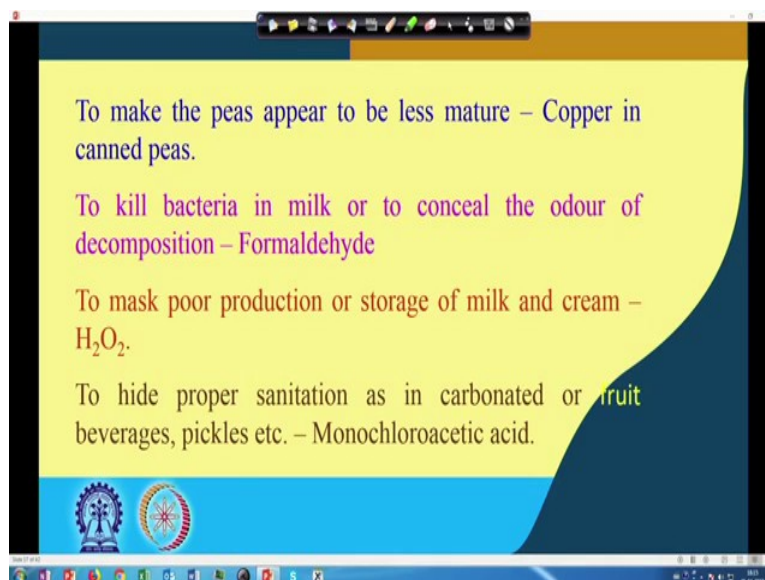 To make the peas appear to be less mature – Copper in
canned peas.
To kill bacteria in milk or to conceal the odour of
decomposition – Formaldehyde
To mask poor production or storage of milk and cream –
H₂O₂.
To hide proper sanitation as in carbonated or fruit
beverages, pickles etc. – Monochloroacetic acid.